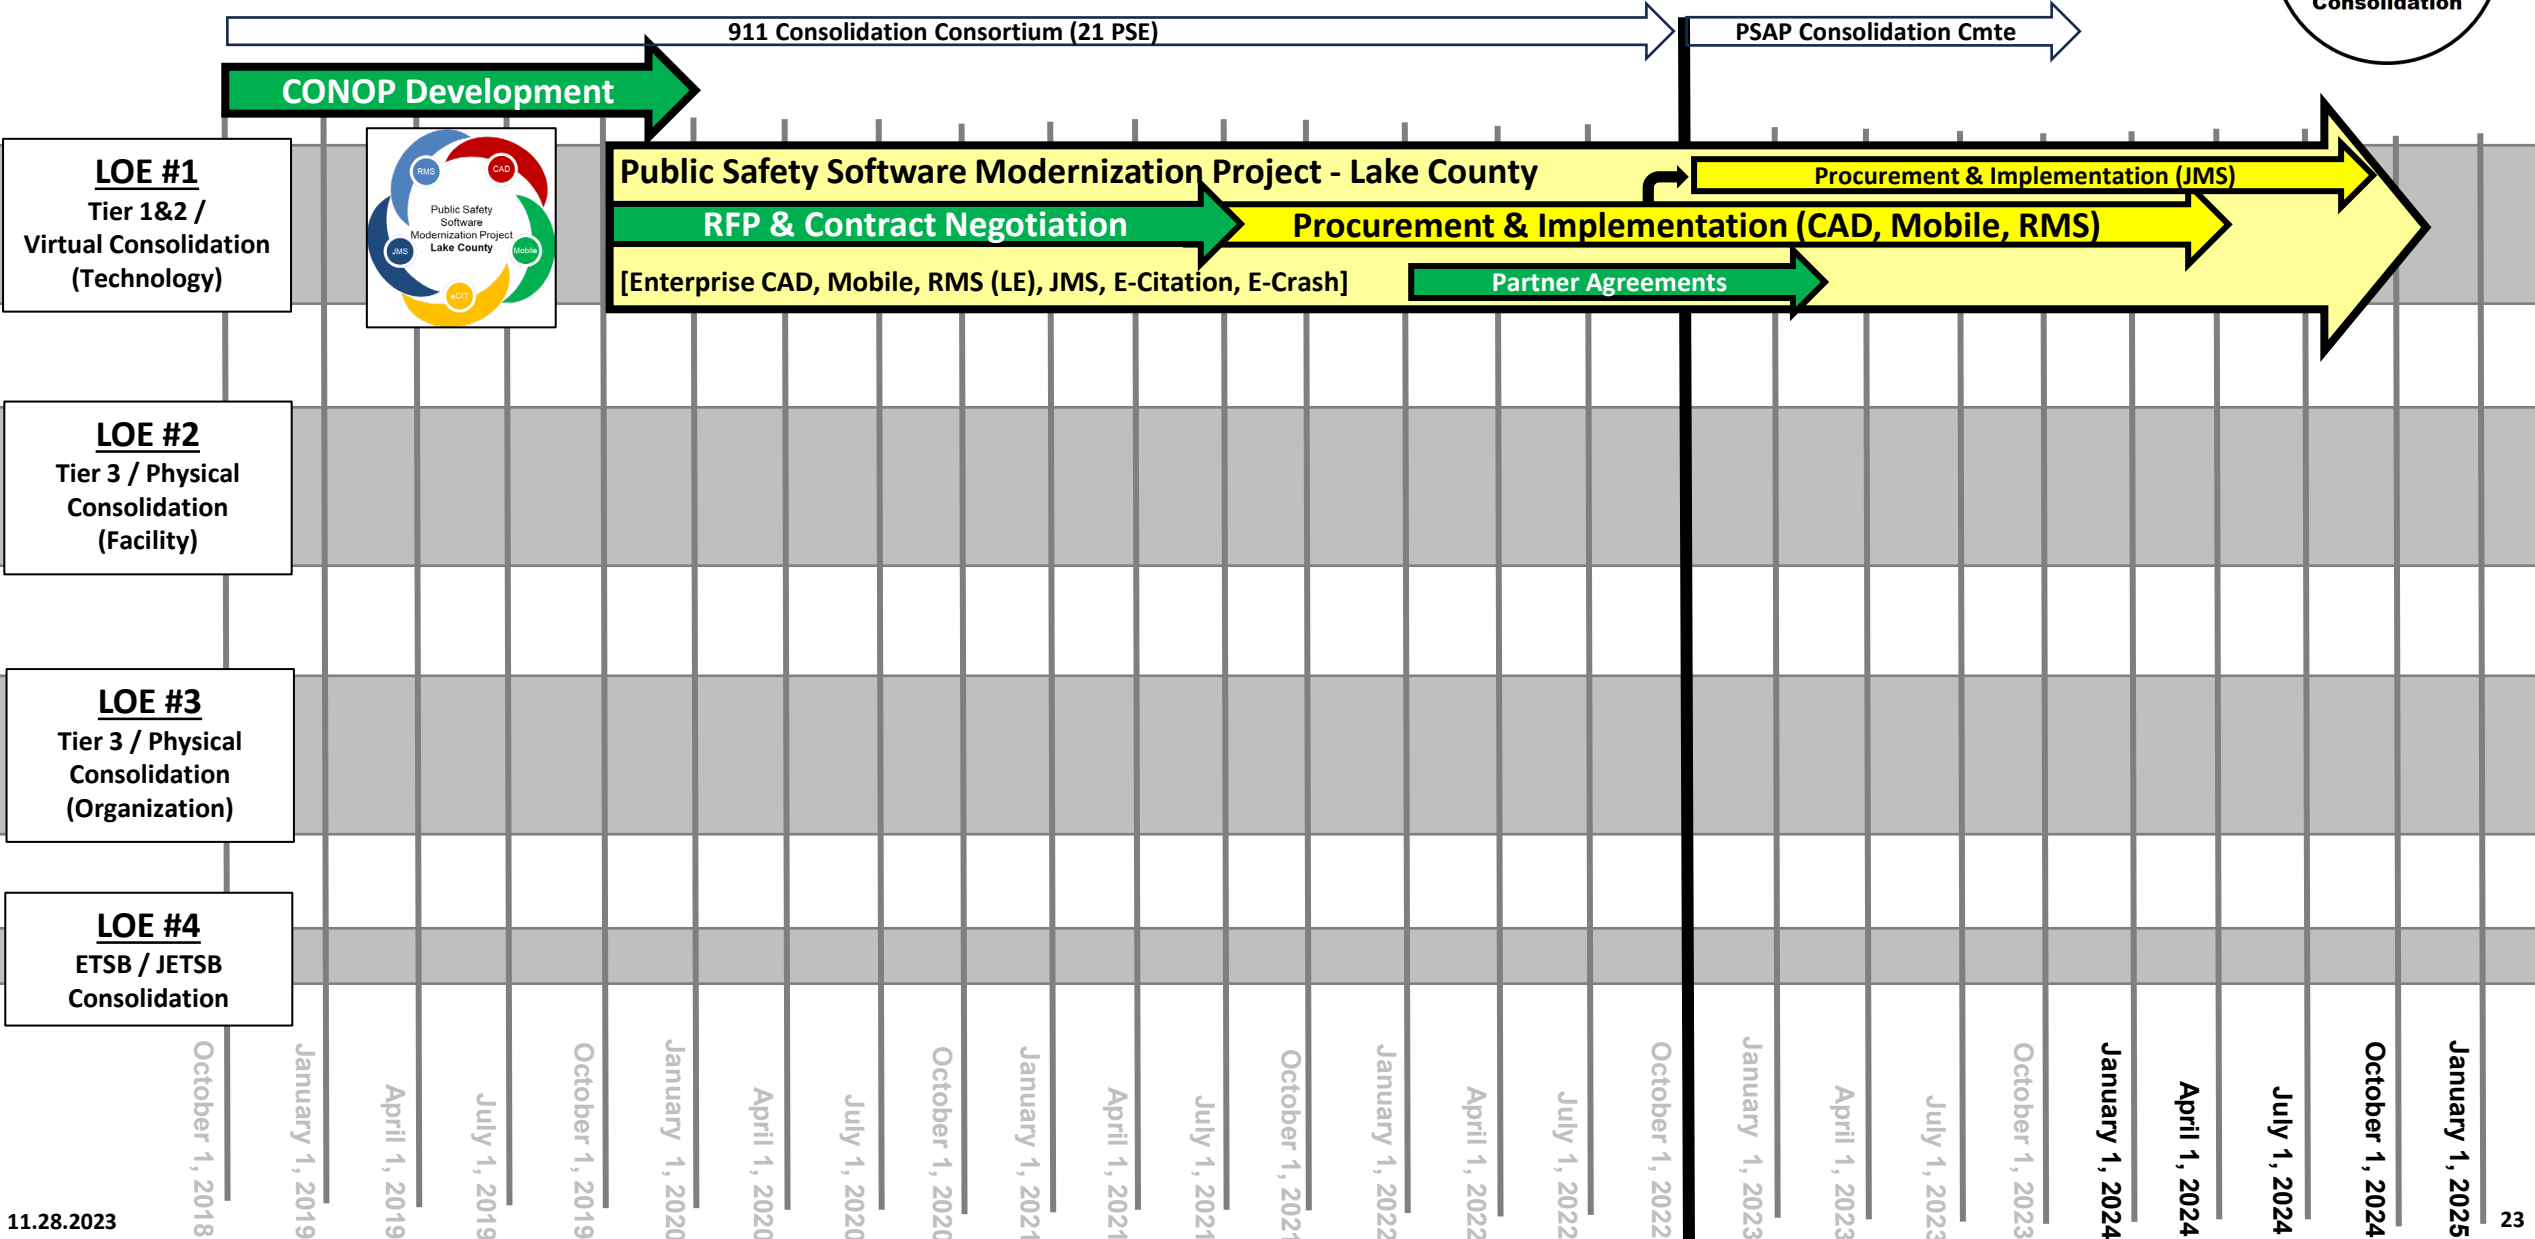 Consolidation
911 Consolidation Consortium (21 PSE)
PSAP Consolidation Cmte
CONOP Development
LOE #1
Tier 1&2 /
Virtual Consolidation
(Technology)
RMS
CAD
Public Safety
Software
Modernization Project
Lake County
JMS
Mobile
eCIT
Public Safety Software Modernization Project - Lake County
Procurement & Implementation (JMS)
RFP & Contract Negotiation
Procurement & Implementation (CAD, Mobile, RMS)
[Enterprise CAD, Mobile, RMS (LE), JMS, E-Citation, E-Crash]
Partner Agreements
LOE #2
Tier 3 / Physical
Consolidation
(Facility)
LOE #3
Tier 3 / Physical
Consolidation
(Organization)
LOE #4
ETSB / JETSB
Consolidation
October 1, 2018
January 1, 2019
April 1, 2019
July 1, 2019
October 1, 2019
January 1, 2020
April 1, 2020
July 1, 2020
October 1, 2020
January 1, 2021
April 1, 2021
July 1, 2021
October 1, 2021
January 1, 2022
April 1, 2022
July 1, 2022
October 1, 2022
January 1, 2023
April 1, 2023
July 1, 2023
October 1, 2023
January 1, 2024
April 1, 2024
July 1, 2024
October 1, 2024
January 1, 2025
11.28.2023
23